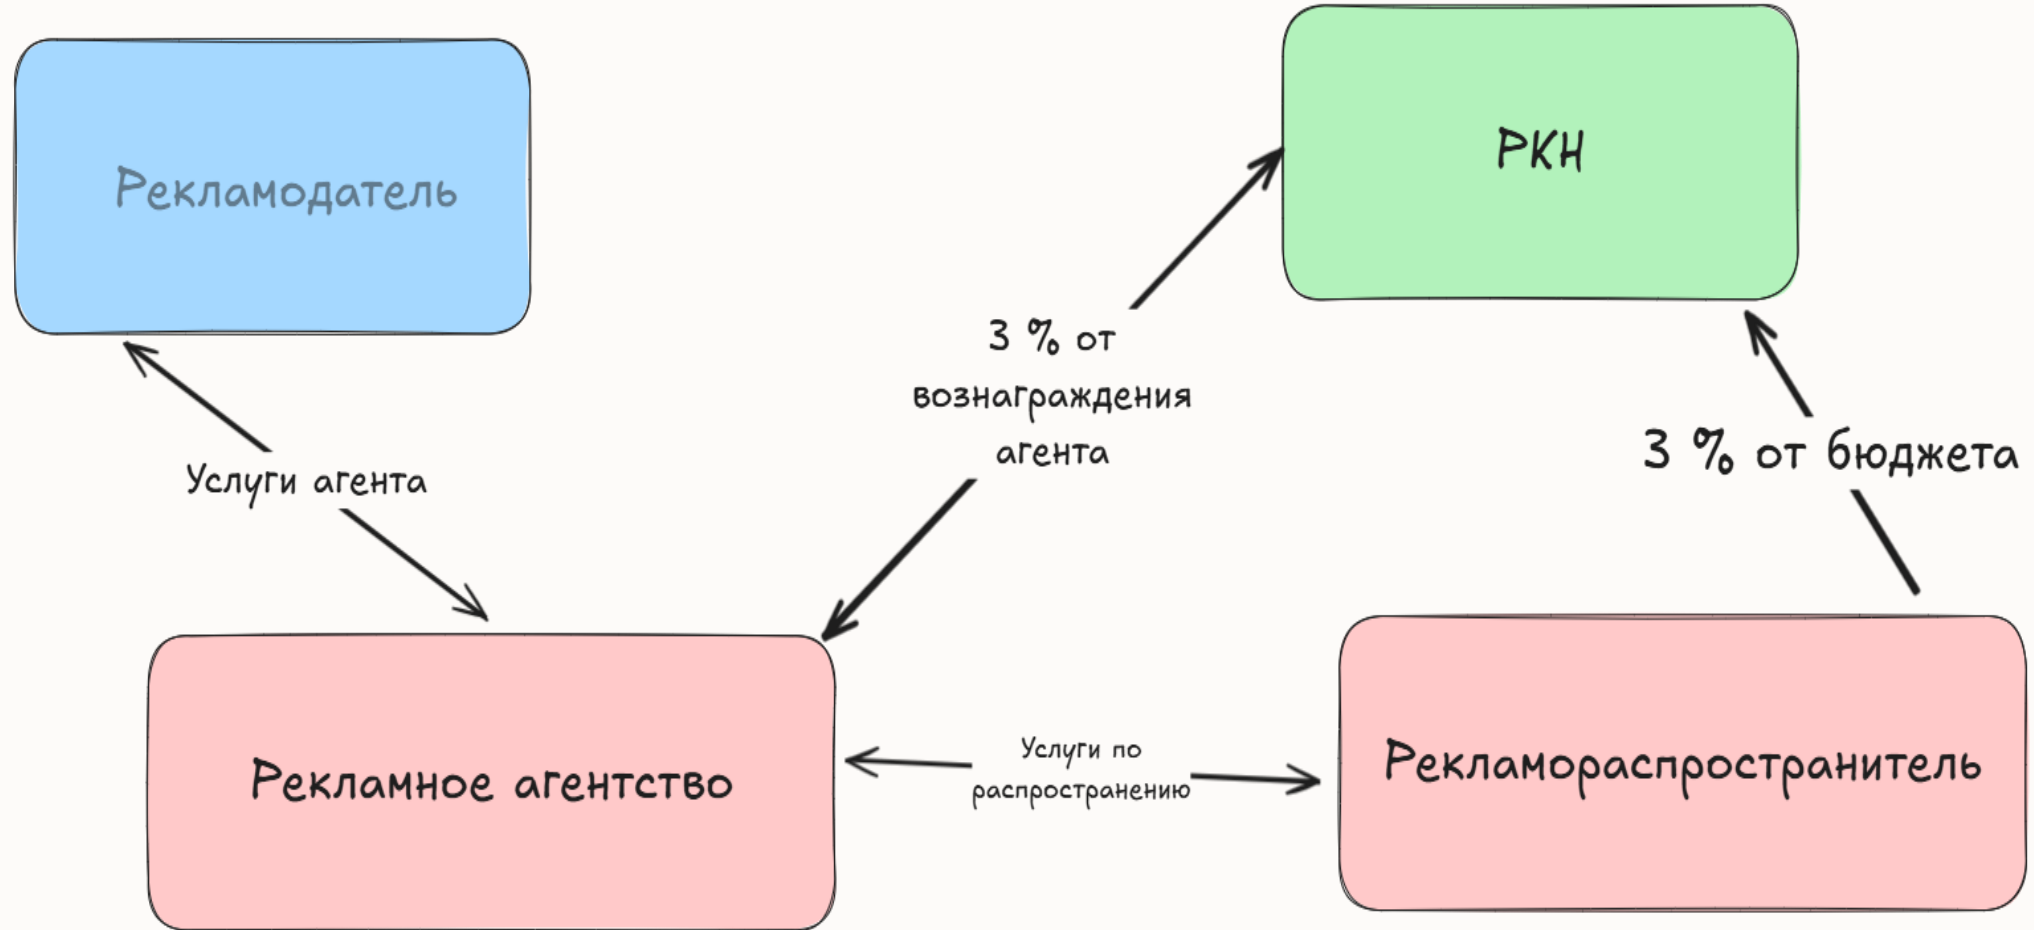 Рекламодатель
РКН
3 % от
вознаграждения
агента
3 % от бюджета
Услуги агента
Рекламное агентство
Услуги по
распространению
Рекламораспространитель